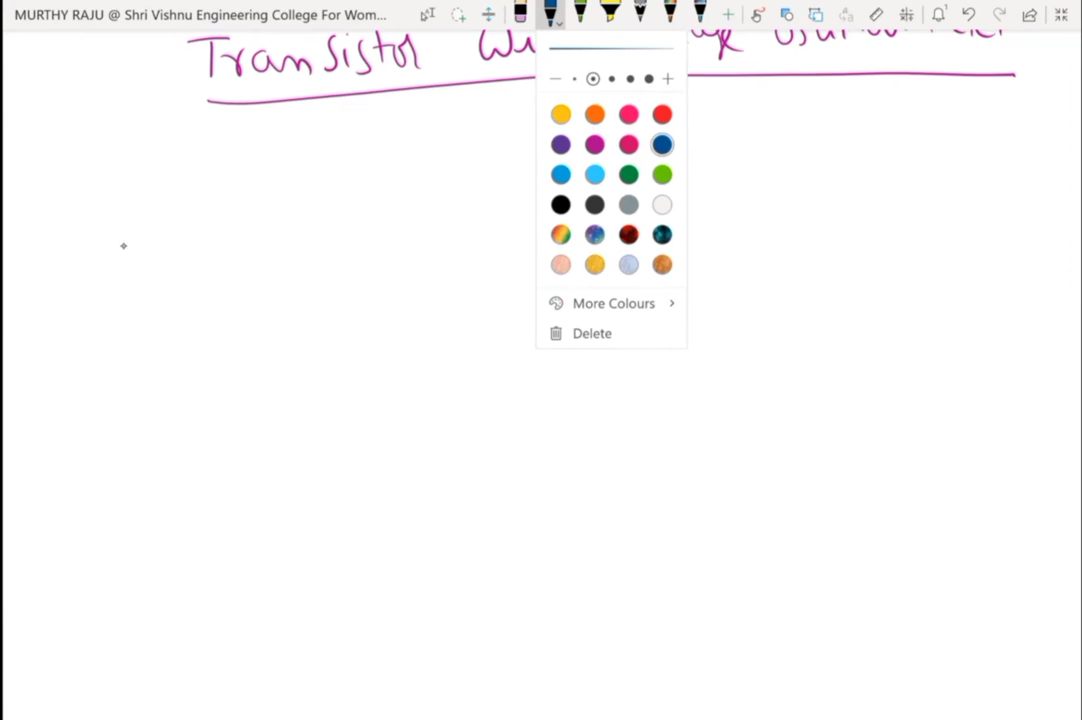 MURTHY RAJU @ Shri Vishnu Engineering College For Wom...
Transistor
More Colours
Delete